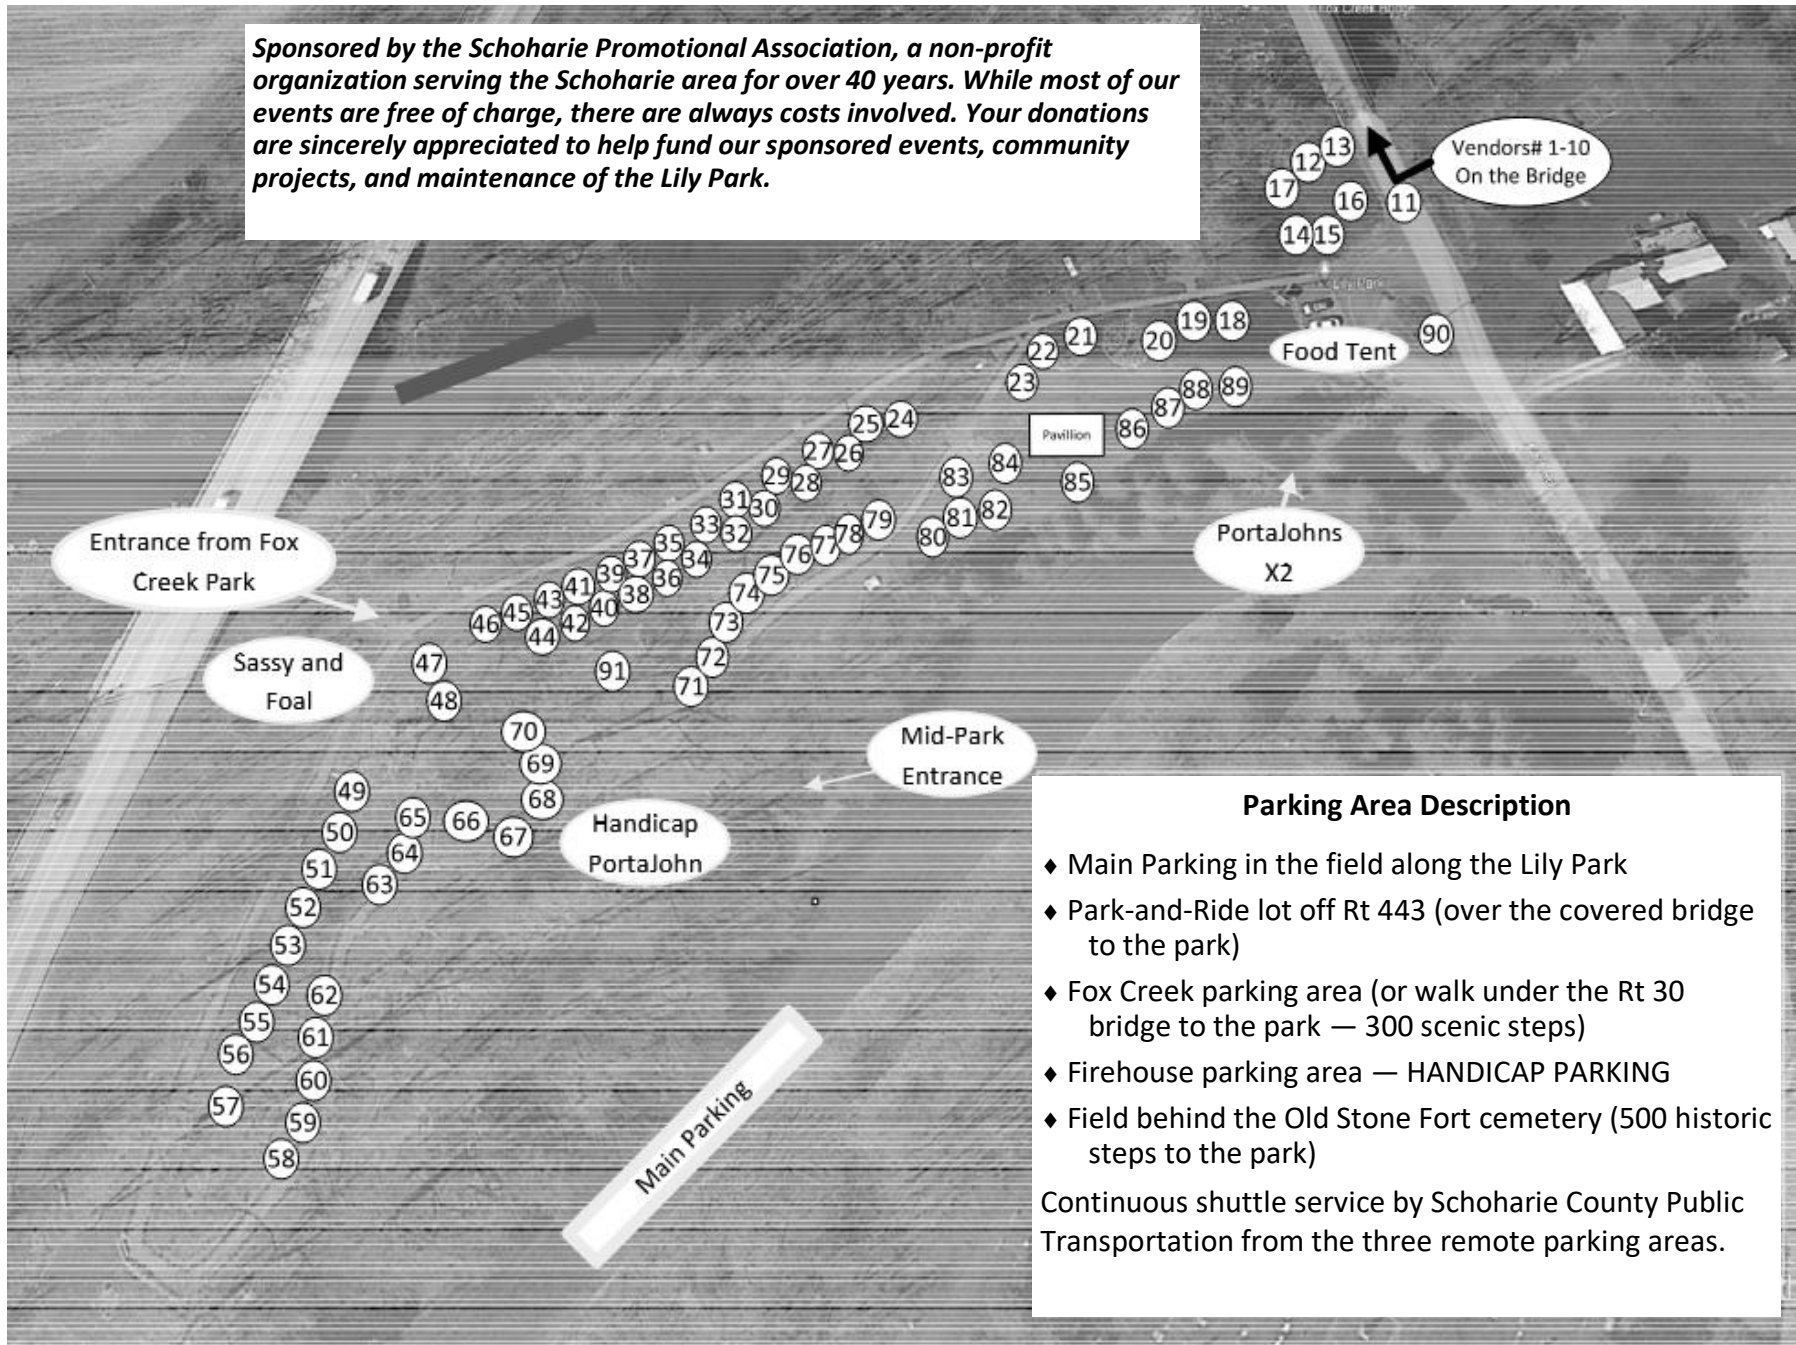 Fox Creek Bridge
Sponsored by the Schoharie Promotional Association, a non-profit
organization serving the Schoharie area for over 40 years. While most of our
events are free of charge, there are always costs involved. Your donations
are sincerely appreciated to help fund our sponsored events, community
projects, and maintenance of the Lily Park.
Vendors# 1-10
On the Bridge
13
12
17
16
11
14
15
Lily Park
19
18
20
21
22
23
Food Tent
90
88
89
87
86
Pavillion
25
24
27
26
29
28
31
30
33
32
35
34
37
36
39
38
41
40
43
42
45
44
46
84
83
85
82
81
80
79
78
77
76
75
74
73
72
71
91
PortaJohns
X2
Entrance from Fox
Creek Park
Sassy and
Foal
47
48
70
69
68
67
66
65
64
63
Mid-Park
Entrance
Handicap
PortaJohn
49
50
51
52
53
54
55
56
57
62
61
60
59
58
Main Parking
Parking Area Description
♦ Main Parking in the field along the Lily Park
♦ Park-and-Ride lot off Rt 443 (over the covered bridge
to the park)
♦ Fox Creek parking area (or walk under the Rt 30
bridge to the park — 300 scenic steps)
♦ Firehouse parking area — HANDICAP PARKING
♦ Field behind the Old Stone Fort cemetery (500 historic
steps to the park)
Continuous shuttle service by Schoharie County Public
Transportation from the three remote parking areas.